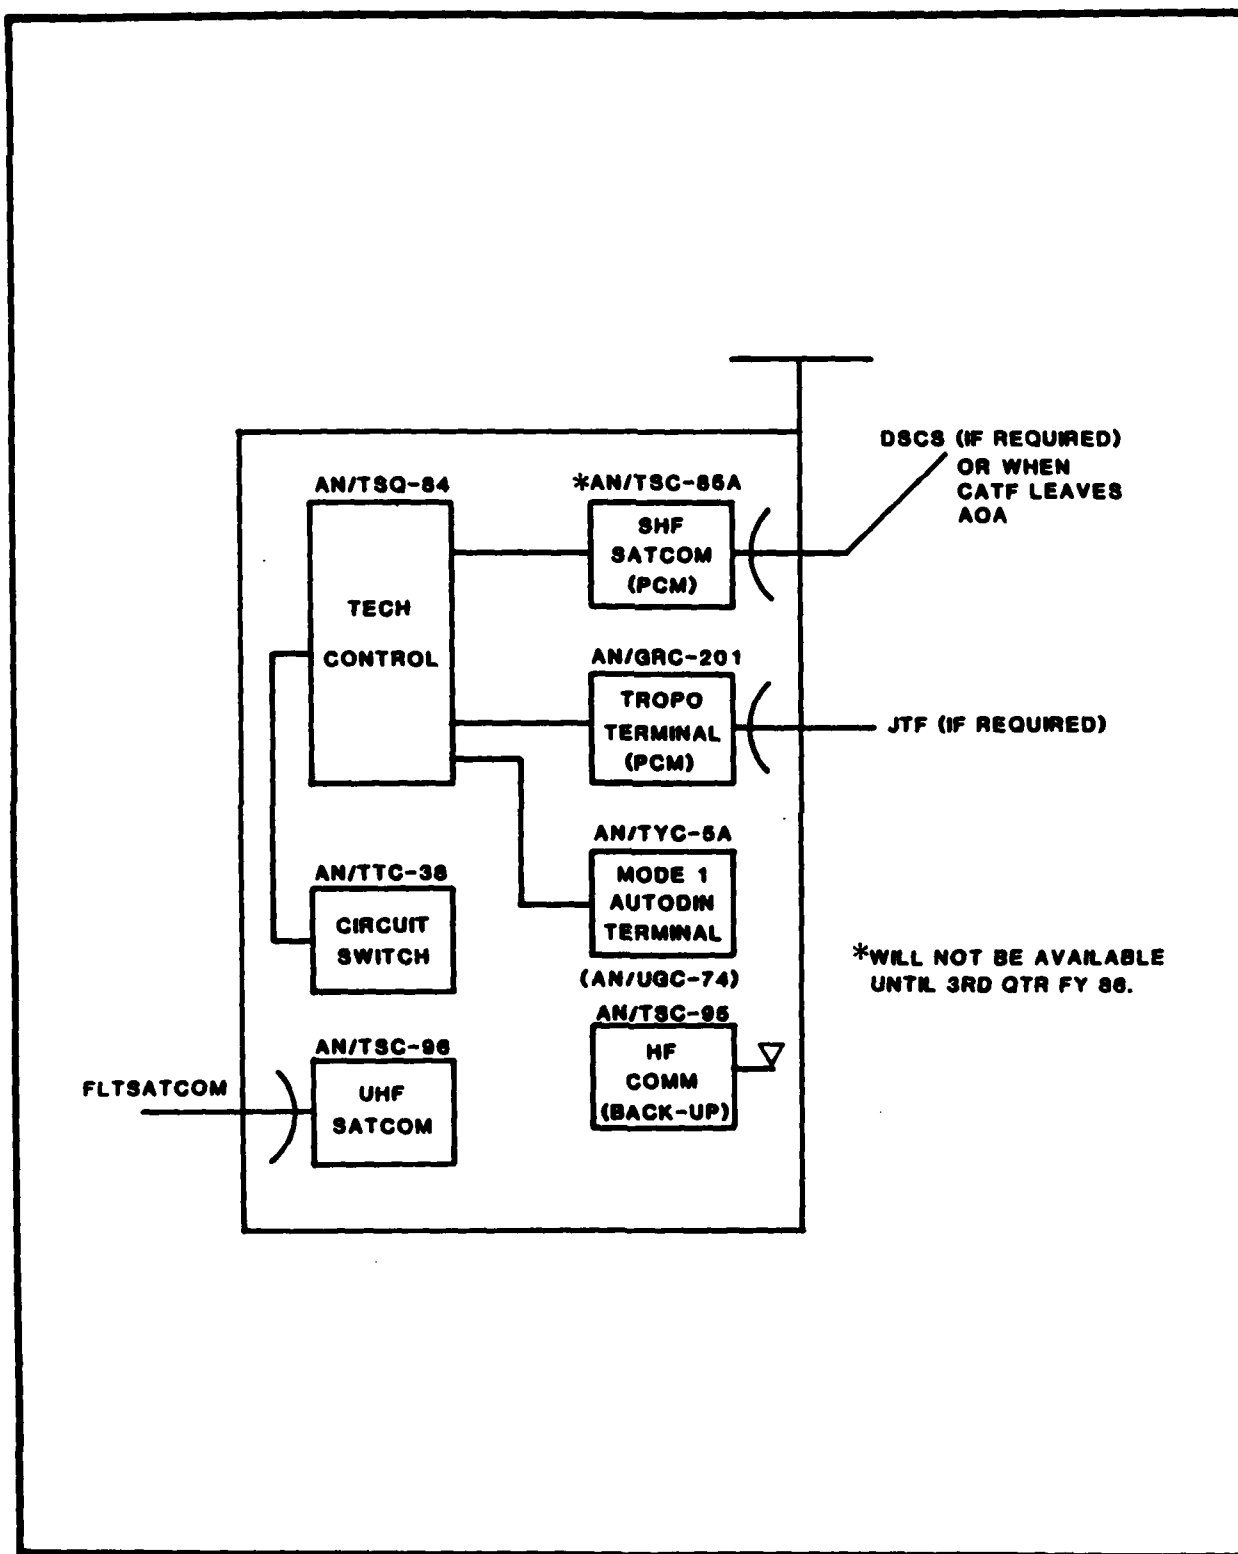 DSCS (IF REQUIRED)
OR WHEN
CATF LEAVES
AOA
AN/TSQ-84
TECH
CONTROL
*AN/TSC-85A
SHF
SATCOM
(PCM)
AN/GRC-201
TROPO
TERMINAL
(PCM)
JTF (IF REQUIRED)
AN/TYC-5A
MODE 1
AUTODIN
TERMINAL
(AN/UGC-74)
AN/TTC-38
CIRCUIT
SWITCH
*WILL NOT BE AVAILABLE
UNTIL 3RD QTR FY 86.
AN/TSC-95
HF
COMM
(BACK-UP)
AN/TSC-96
UHF
SATCOM
FLTSATCOM